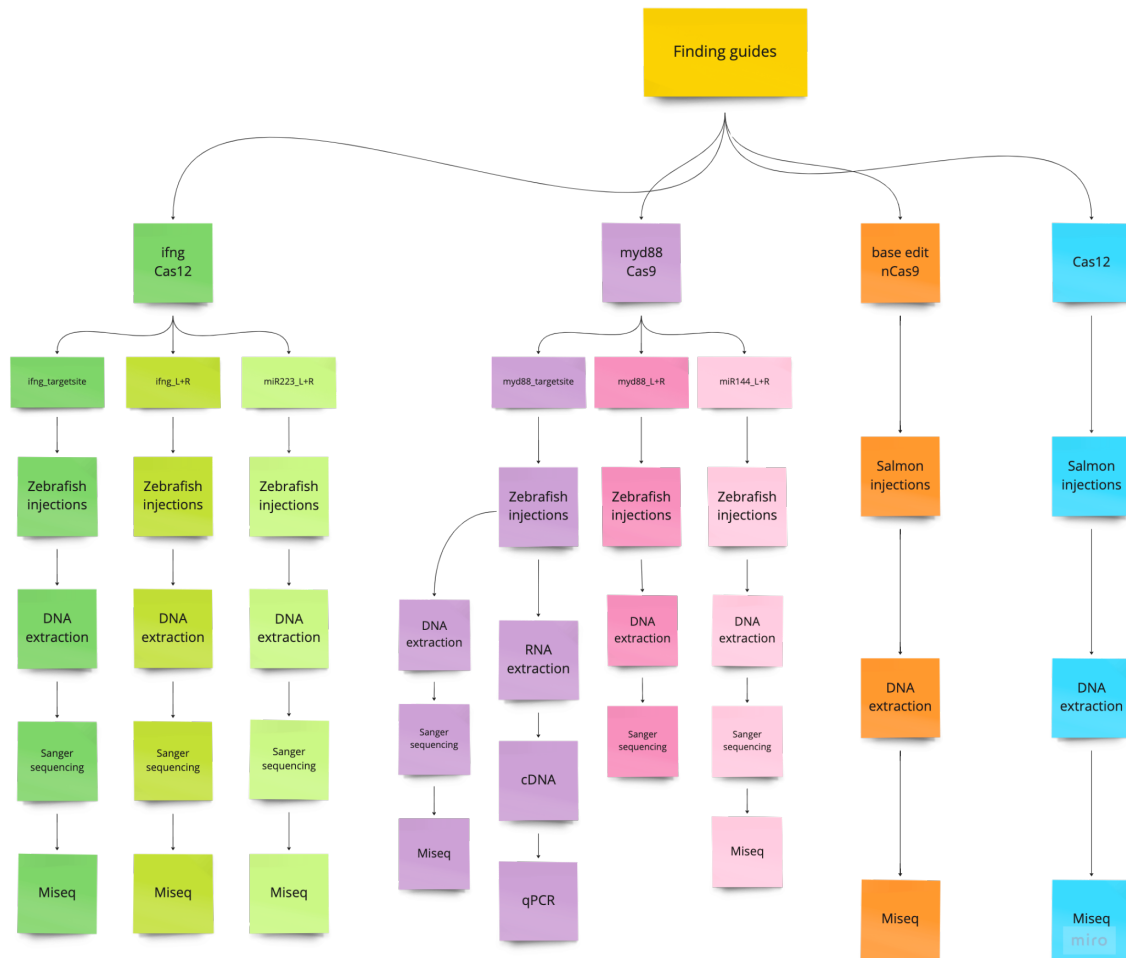 Finding guides
ifng
Cas12
myd88
Cas9
base edit
nCas9
Cas12
ifng_targetsite
ifng_L+R
miR223_L+R
myd88_targetsite
myd88_L+R
miR144_L+R
Zebrafish
injections
Zebrafish
injections
Zebrafish
injections
Zebrafish
injections
Zebrafish
injections
Zebrafish
injections
Salmon
injections
Salmon
injections
DNA
extraction
DNA
extraction
DNA
extraction
DNA
extraction
RNA
extraction
DNA
extraction
DNA
extraction
DNA
extraction
DNA
extraction
Sanger
sequencing
Sanger
sequencing
Sanger
sequencing
Sanger
sequencing
cDNA
Sanger
sequencing
Sanger
sequencing
Miseq
Miseq
Miseq
Miseq
qPCR
Miseq
Miseq
Miseq
miro